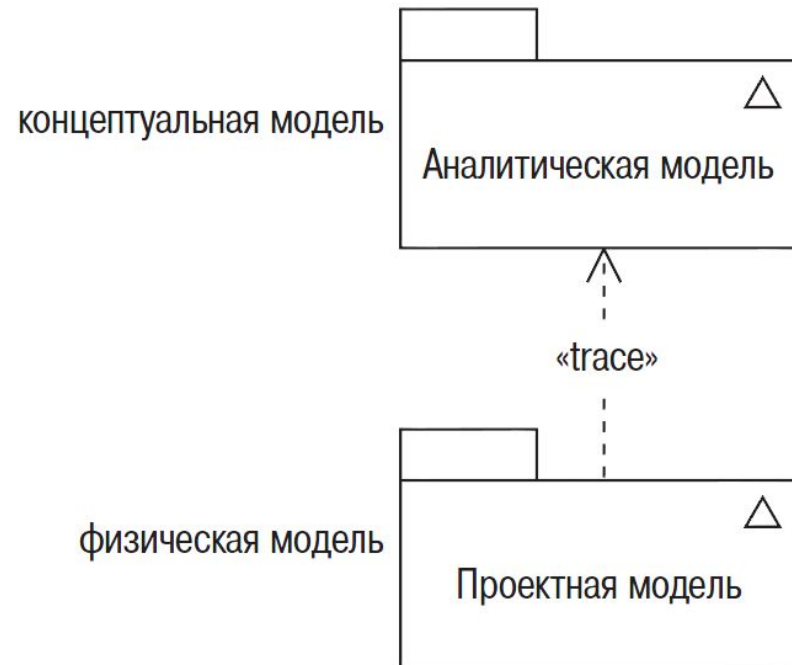 концептуальная модель
Аналитическая модель
«trace»
физическая модель
Проектная модель